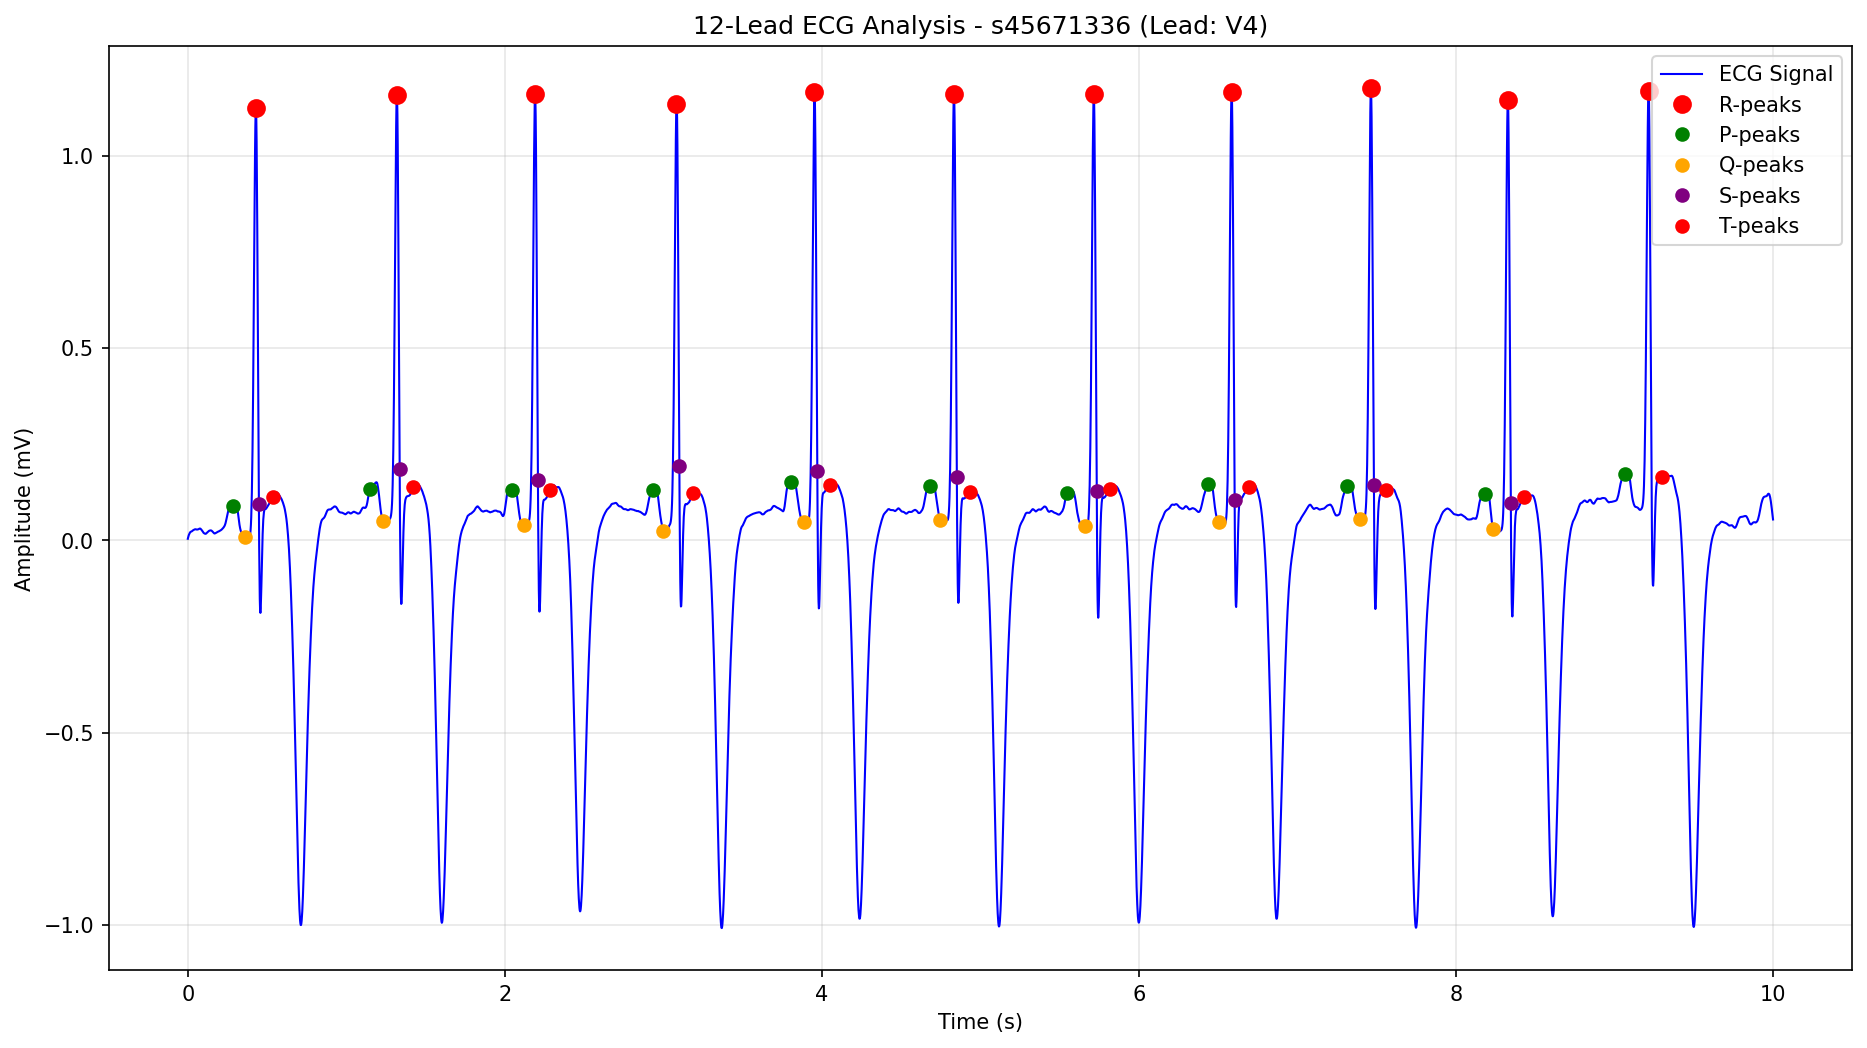 12-Lead ECG Analysis - s45671336 (Lead: V4)
ECG Signal
R-peaks
P-peaks
Q-peaks
S-peaks
T-peaks
Amplitude (mV)
1.0
0.5
0.0
−0.5
−1.0
0 2 4 6 8 10
Time (s)